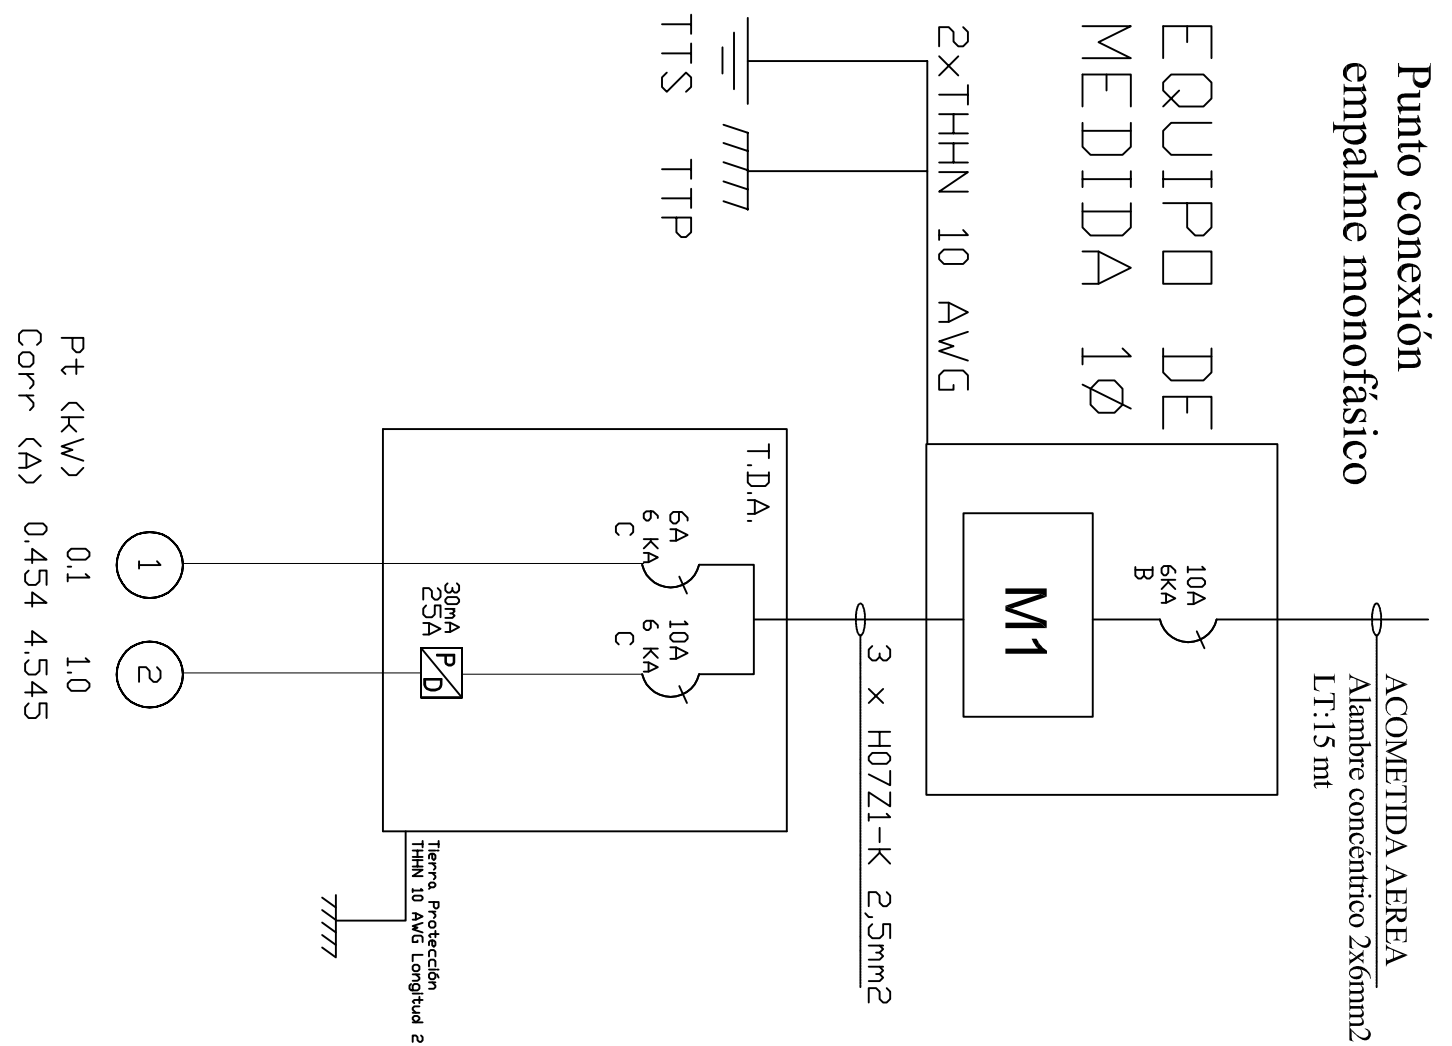 Punto conexión
empalme monofásico
ACOMETIDA AEREA
Alambre concéntrico 2x6mm2
LT:15 mt
EQUIPO DE
MEDIDA 1Ø
10A
6KA
B
M1
2xTHHN 10 AWG
TTS TTP
3 x H07Z1-K 2,5mm2
T.D.A.
6A
6 KA
C
10A
6 KA
C
30mA
25A
P
D
Tierra Protección
THHN 10 AWG Longitud 2
1
2
Pt (kW) 0.1 1.0
Corr (A) 0.454 4.545